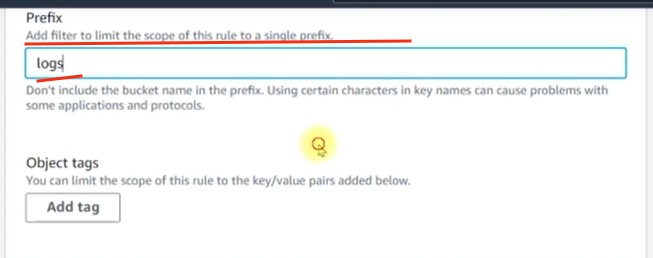 Prefix
Add filter to limit the scope of this rule to a single prefix.
logs
Don't include the bucket name in the prefix. Using certain characters in key names can cause problems with
some applications and protocols.
Object tags
You can limit the scope of this rule to the key/value pairs added below.
Add tag